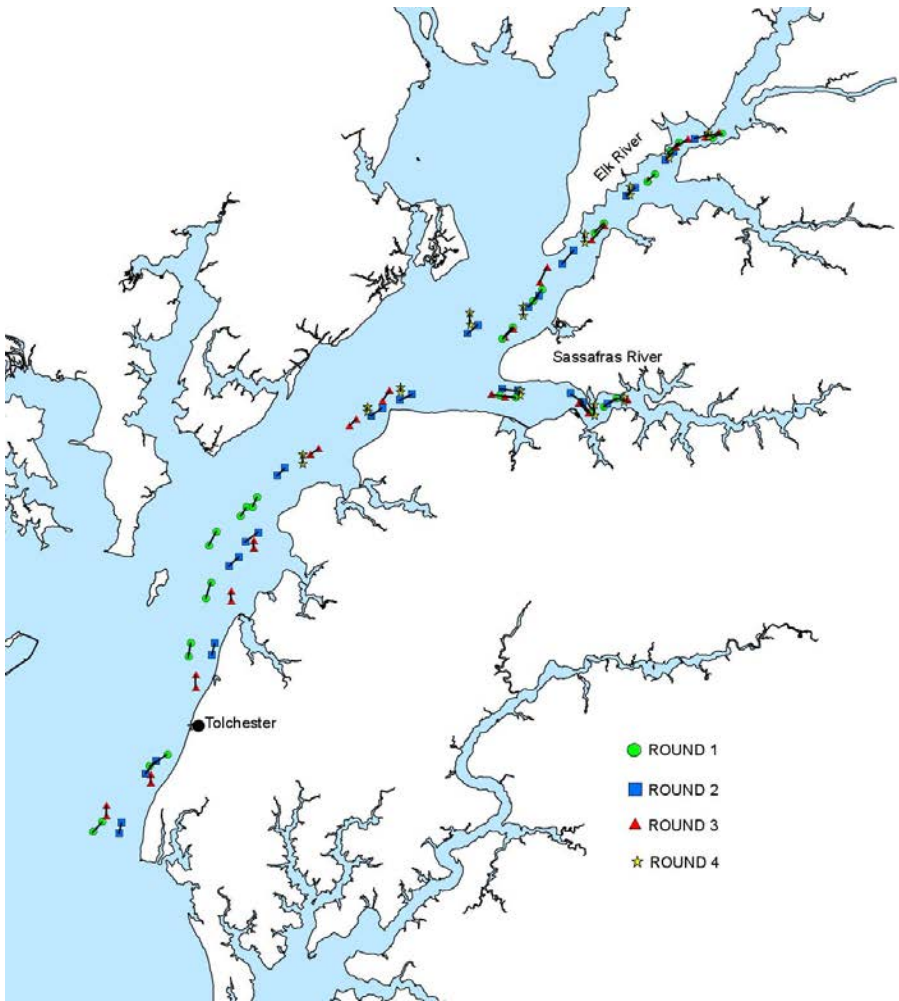 Elk River
Sassafras River
Tolchester
ROUND 1
ROUND 2
ROUND 3
ROUND 4